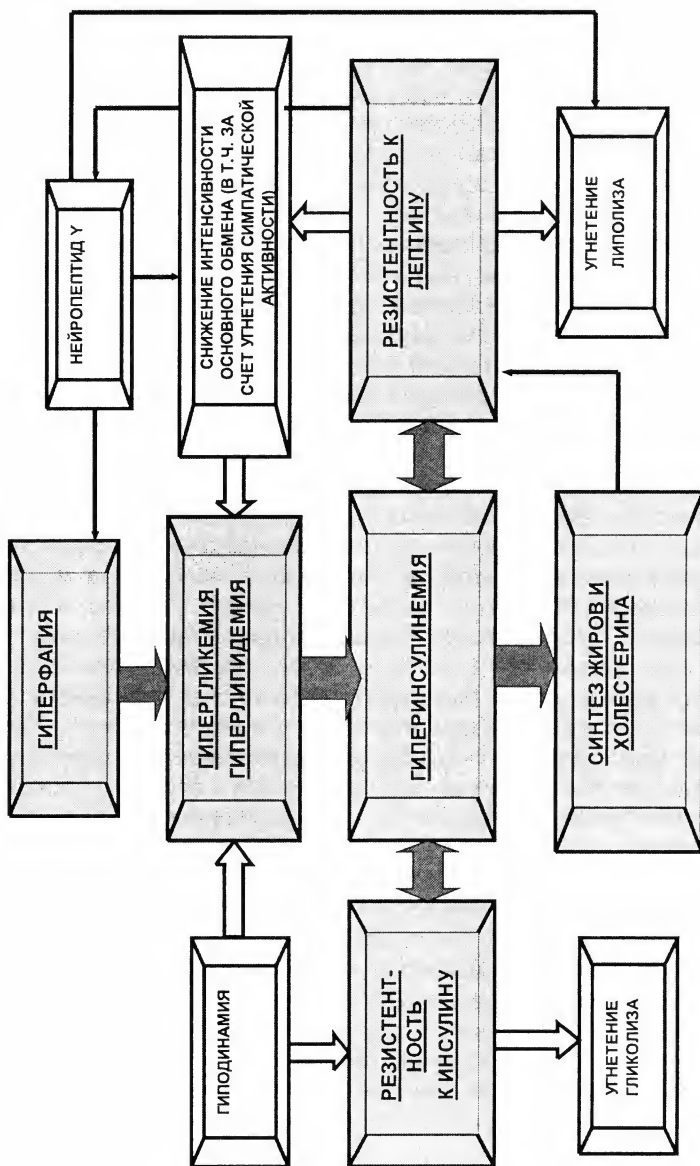 ГИПЕРФАГИЯ
НЕЙРОПЕПТИД Y
ГИПОДИНАМИЯ
ГИПЕРГЛИКЕМИЯ
ГИПЕРЛИПИДЕМИЯ
СНИЖЕНИЕ ИНТЕНСИВНОСТИ
ОСНОВНОГО ОБМЕНА (В Т. Ч. ЗА
СЧЕТ УГНЕТЕНИЯ СИМПАТИЧЕСКОЙ
АКТИВНОСТИ)
РЕЗИСТЕНТ-
НОСТЬ
К ИНСУЛИНУ
ГИПЕРИНСУЛИНЕМИЯ
РЕЗИСТЕНТНОСТЬ К
ЛЕПТИНУ
УГНЕТЕНИЕ
ГЛИКОЛИЗА
СИНТЕЗ ЖИРОВ И
ХОЛЕСТЕРИНА
УГНЕТЕНИЕ
ЛИПОЛИЗА